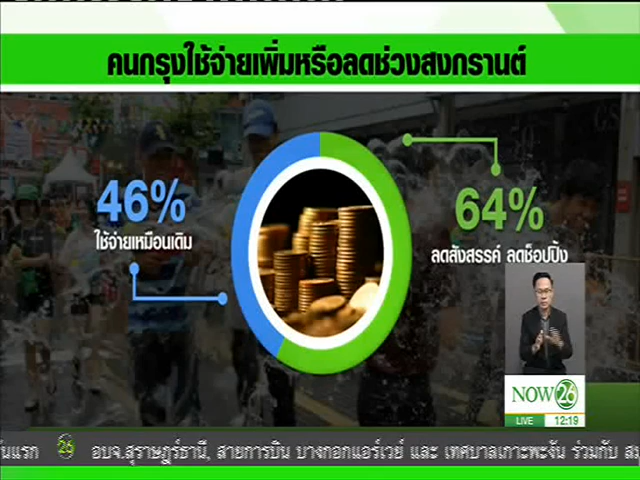 คนกรุงใช้จ่ายเพิ่มหรือลดช่วงสงกรานต์
46%
ใช้จ่ายเหมือนเดิม
64%
ลดสังสรรค์ ลดช็อปปิ้ง
NOW26
LIVE 12:19
นแรก 26 อบจ.สุราษฎร์ธานี, สายการบิน บางกอกแอร์เวย์ และ เทศบาลเกาะพะงัน ร่วมกับ